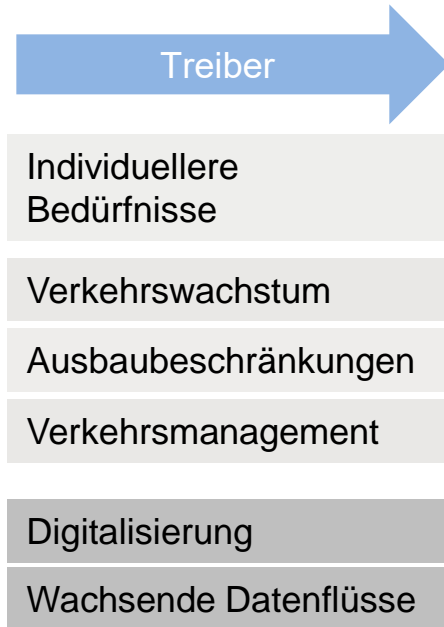 Treiber
Individuellere
Bedürfnisse
Verkehrswachstum
Ausbaubeschränkungen
Verkehrsmanagement
Digitalisierung
Wachsende Datenflüsse